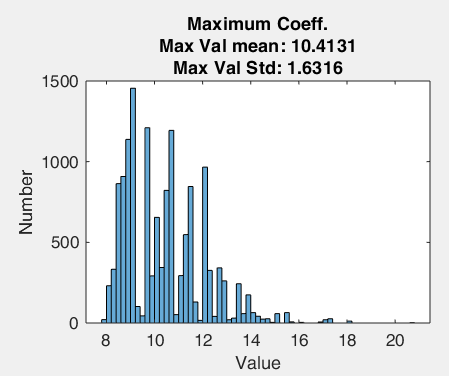 Maximum Coeff.
Max Val mean: 10.4131
Max Val Std: 1.6316
1500
1000
500
0
Number
8 10 12 14 16 18 20
Value